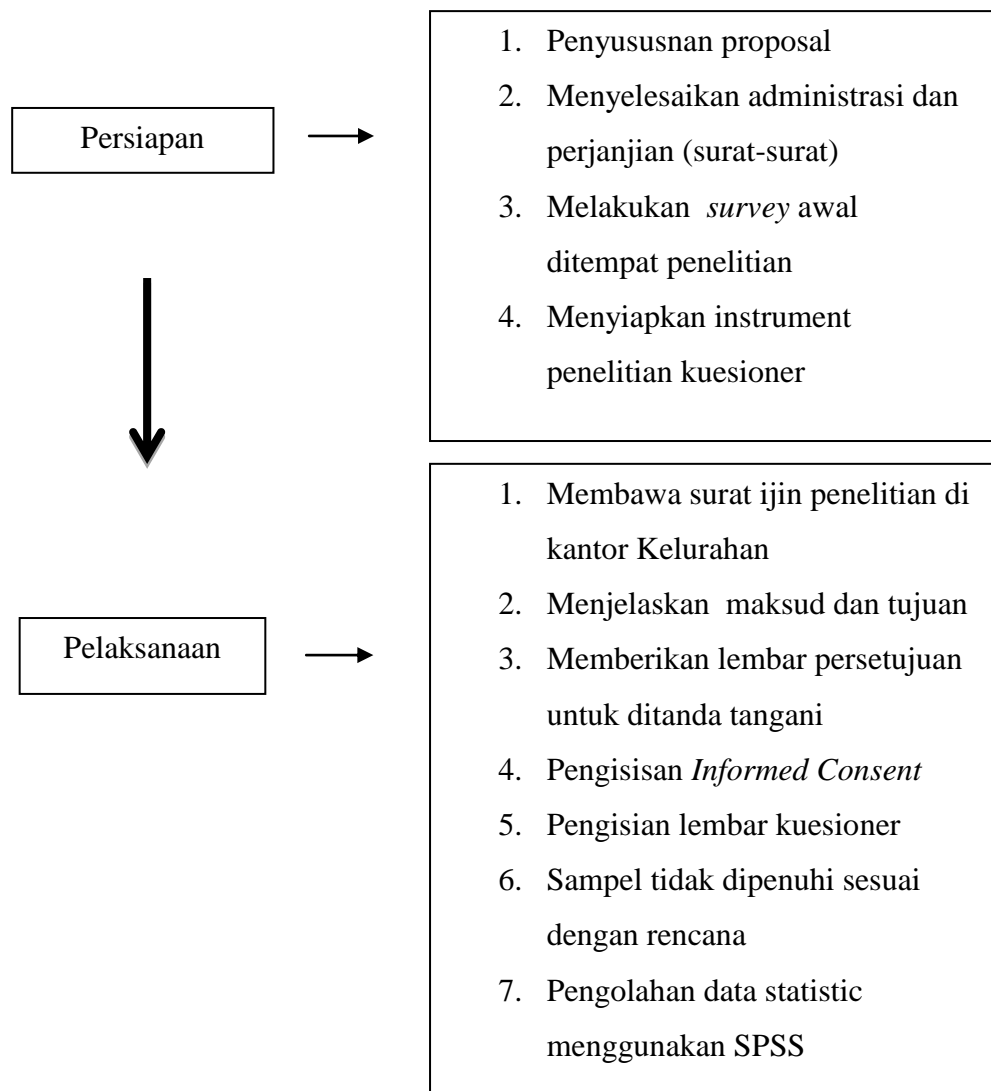 Persiapan
1. Penyususnan proposal
2. Menyelesaikan administrasi dan
perjanjian (surat-surat)
3. Melakukan survey awal
ditempat penelitian
4. Menyiapkan instrument
penelitian kuesioner
Pelaksanaan
1. Membawa surat ijin penelitian di
kantor Kelurahan
2. Menjelaskan maksud dan tujuan
3. Memberikan lembar persetujuan
untuk ditanda tangani
4. Pengisisan Informed Consent
5. Pengisian lembar kuesioner
6. Sampel tidak dipenuhi sesuai
dengan rencana
7. Pengolahan data statistic
menggunakan SPSS